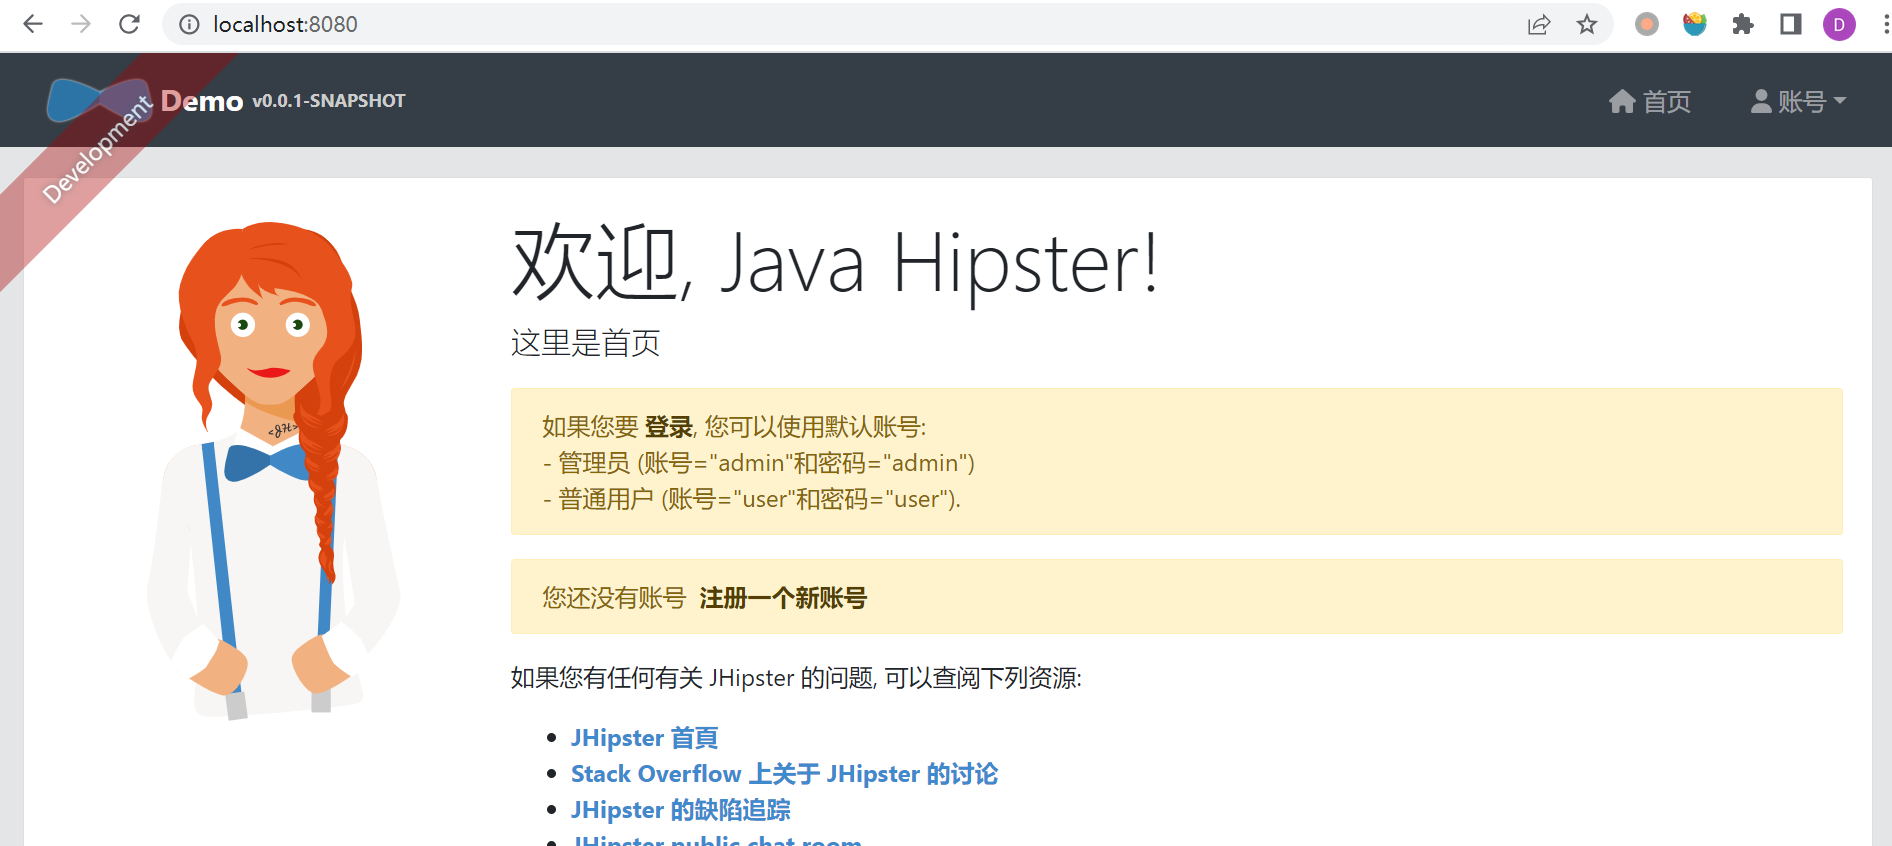 localhost:8080
D
Development
Demo v0.0.1-SNAPSHOT
首页
账号
欢迎, Java Hipster!
这里是首页
<JH>
如果您要 登录, 您可以使用默认账号:
- 管理员 (账号="admin"和密码="admin")
- 普通用户 (账号="user"和密码="user").
您还没有账号 注册一个新账号
如果您有任何有关 JHipster 的问题, 可以查阅下列资源:
JHipster 首頁
Stack Overflow 上关于 JHipster 的讨论
JHipster 的缺陷追踪
JHipster public chat room